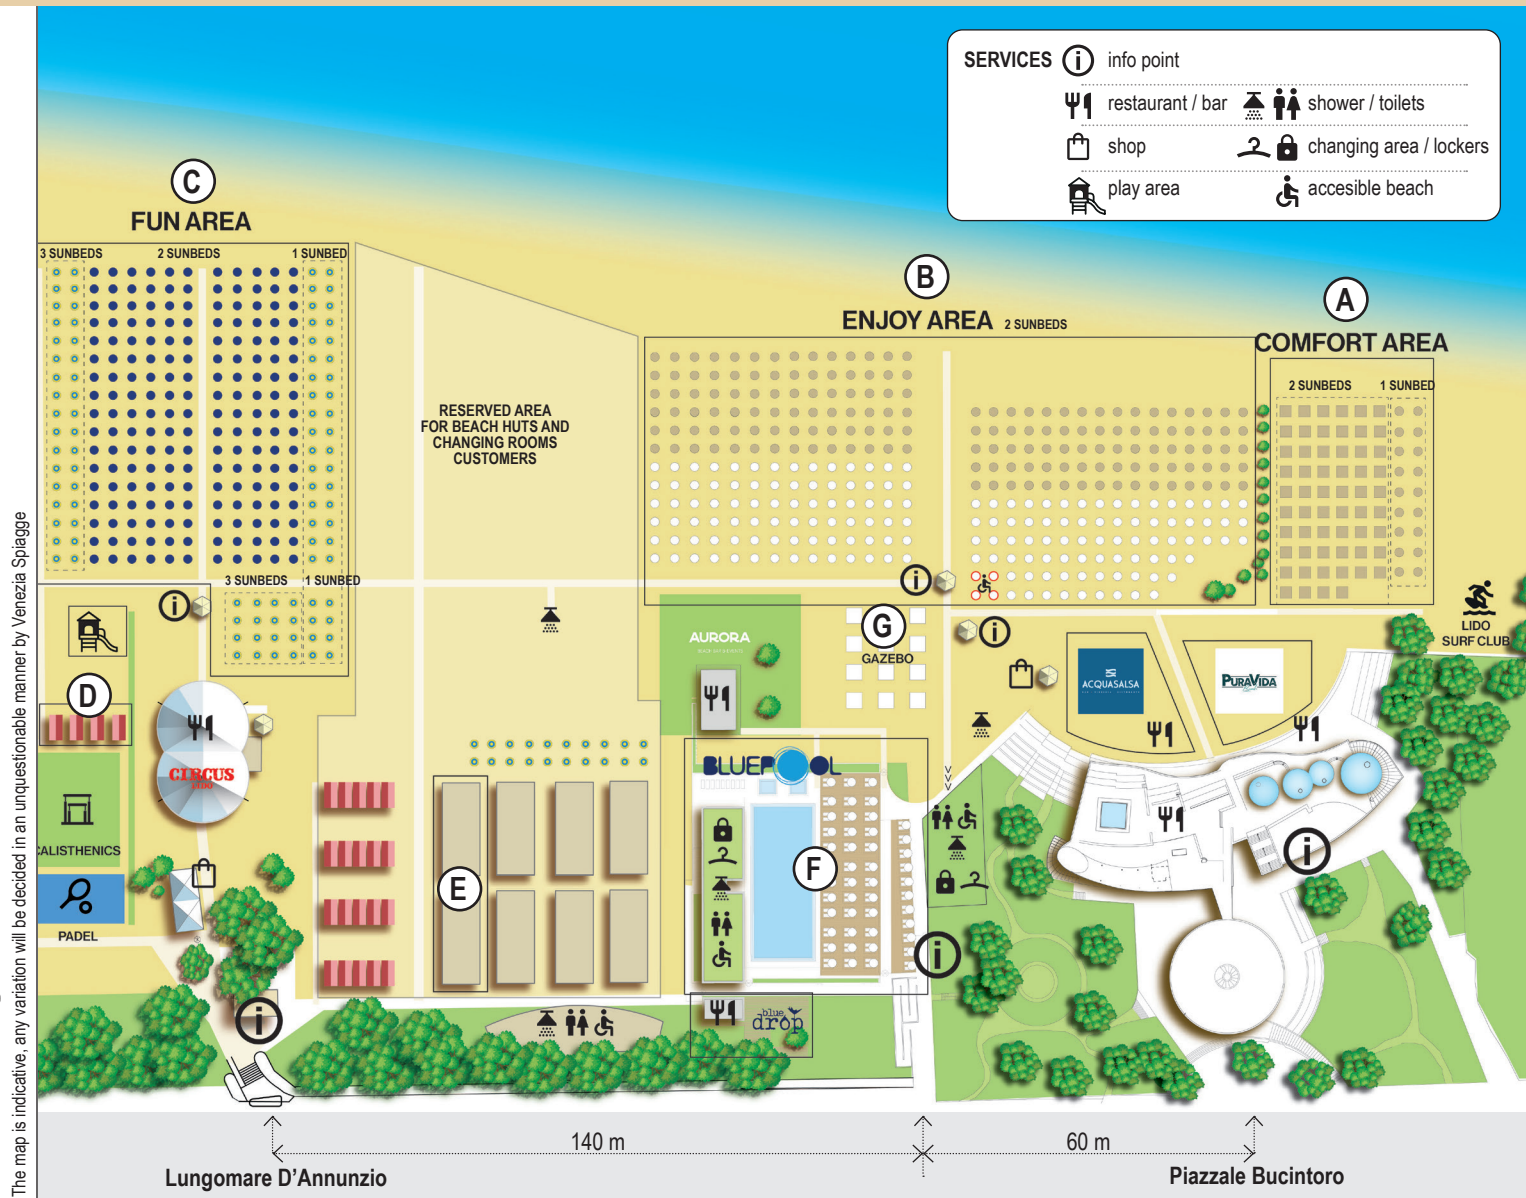 SERVICES
info point
restaurant / bar
shower / toilets
shop
changing area / lockers
play area
accesible beach
C
FUN AREA
3 SUNBEDS
2 SUNBEDS
1 SUNBED
B
ENJOY AREA 2 SUNBEDS
A
COMFORT AREA
2 SUNBEDS
1 SUNBED
RESERVED AREA
FOR BEACH HUTS AND
CHANGING ROOMS
CUSTOMERS
3 SUNBEDS
1 SUNBED
AURORA
G
GAZEBO
LIDO
SURF CLUB
ACQUASALSA
PURAVIDA
D
CIRCUS
LIDO
BLUEPOOL
CALISTHENICS
E
F
PADEL
blue
drop
140 m
60 m
Lungomare D'Annunzio
Piazzale Bucintoro
The map is indicative, any variation will be decided in an unquestionable manner by Venezia Spiagge